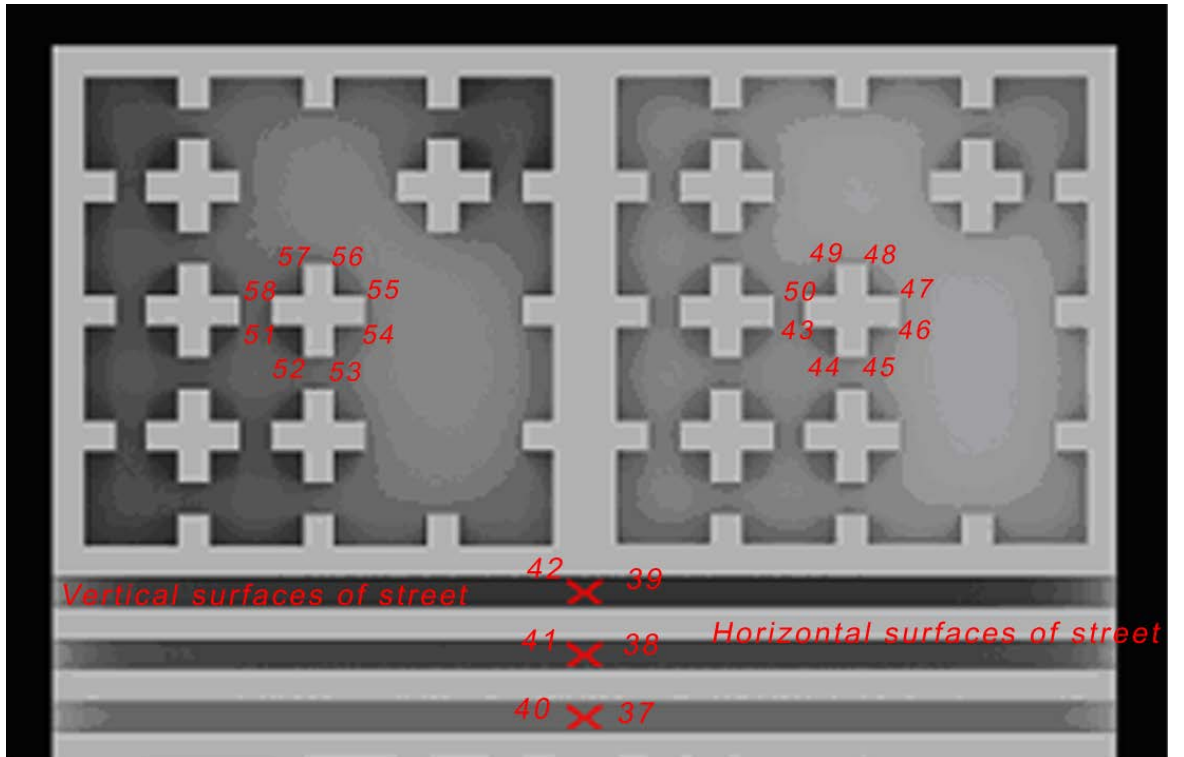 57 56 49 48
58 55 50 47
51 54 43 46
52 53 44 45
42 39
Vertical surfaces of street
41 38 Horizontal surfaces of street
40 37